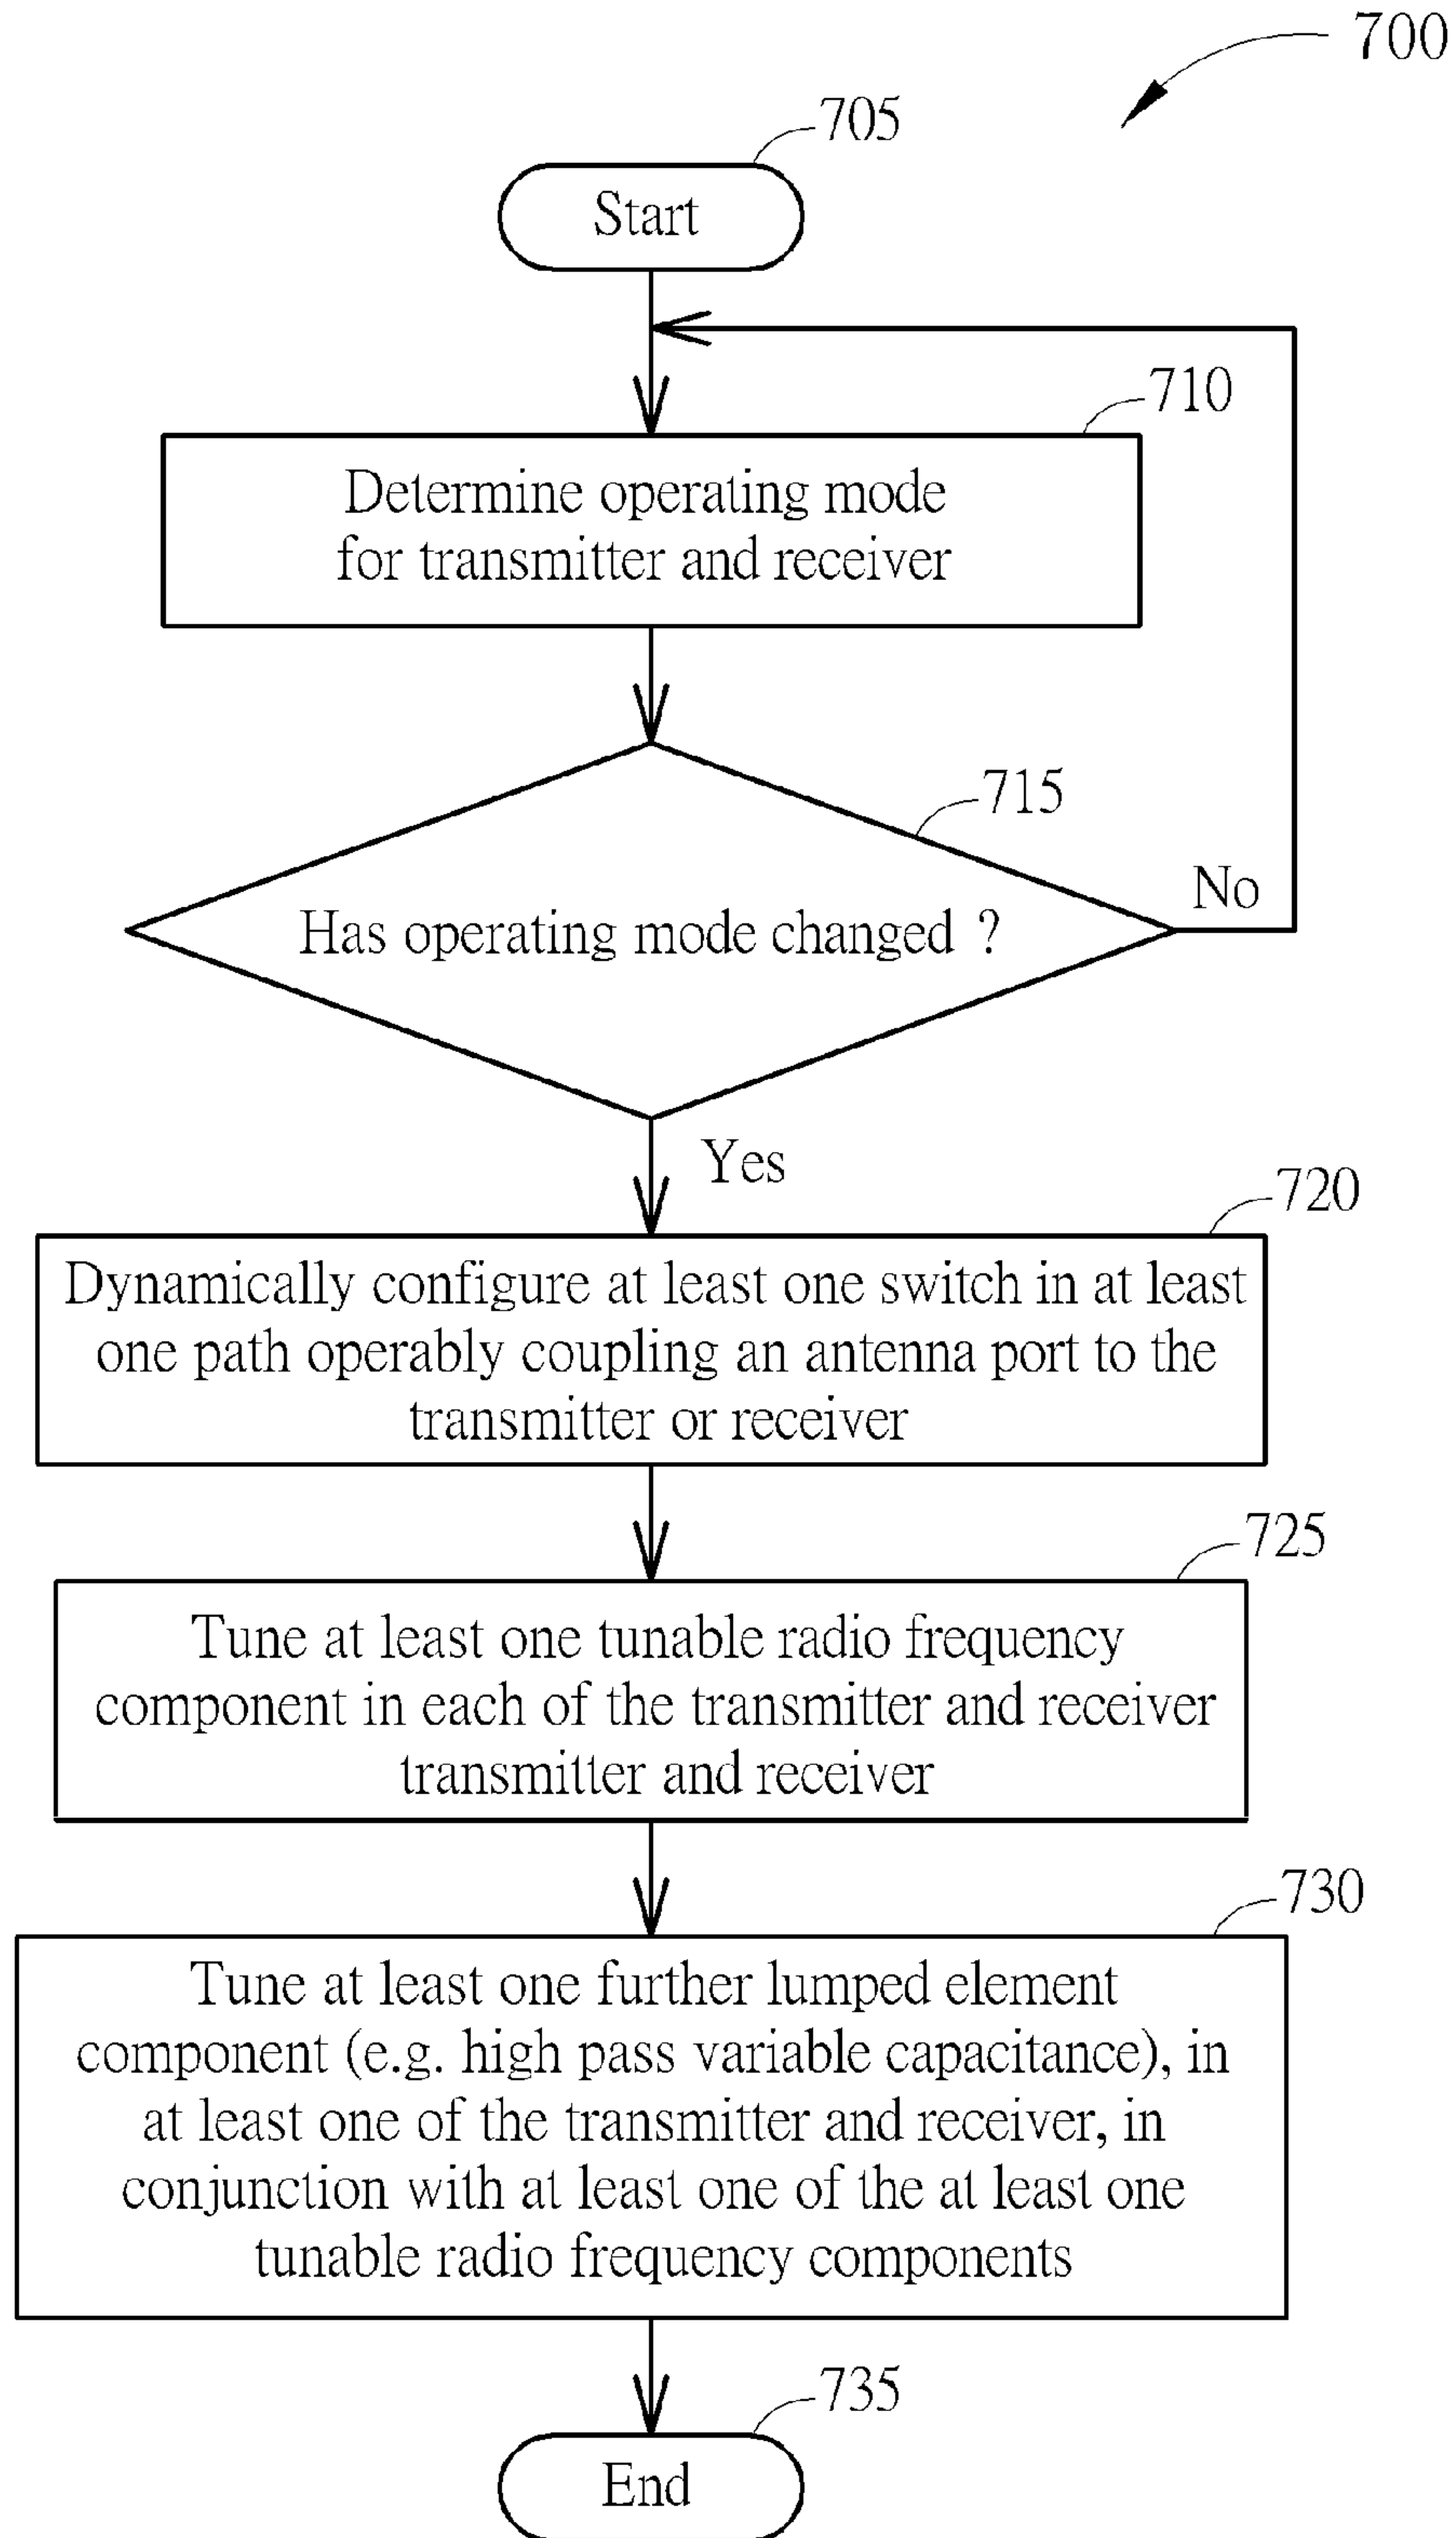 700
705
Start
710
Determine operating mode
for transmitter and receiver
715
Has operating mode changed ?
No
Yes
720
Dynamically configure at least one switch in at least
one path operably coupling an antenna port to the
transmitter or receiver
725
Tune at least one tunable radio frequency
component in each of the transmitter and receiver
transmitter and receiver
730
Tune at least one further lumped element
component (e.g. high pass variable capacitance), in
at least one of the transmitter and receiver, in
conjunction with at least one of the at least one
tunable radio frequency components
735
End